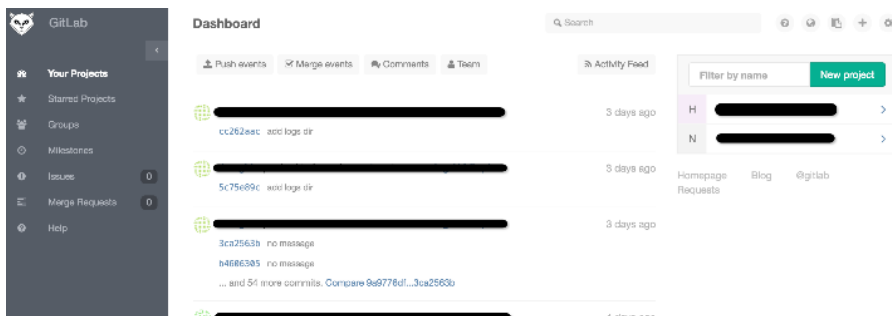 GitLab
Dashboard
Search
Your Projects
Starred Projects
Groups
Milestones
Issues 0
Merge Requests 0
Help
Push events Merge events Comments Team Activity Feed
3 days ago
cc262aac add logs dir
3 days ago
5c75e89c add logs dir
3 days ago
3ca2563b no message
b4606305 no message
... and 54 more commits. Compare 9a9776df...3ca2563b
Filter by name New project
H
N
Homepage Blog @gitlab
Requests